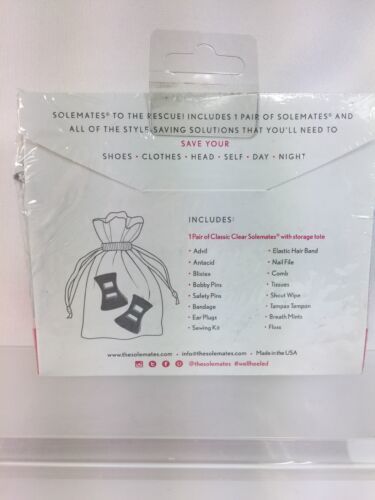 SOLEMATES® TO THE RESCUE! INCLUDES 1 PAIR OF SOLEMATES® AND
ALL OF THE STYLE-SAVING SOLUTIONS THAT YOU'LL NEED TO
SAVE YOUR
SHOES • CLOTHES • HEAD • SELF • DAY • NIGHT
INCLUDES:
1 Pair of Classic Clear Solemates® with storage tote
• Advil
• Antacid
• Blistex
• Bobby Pins
• Safety Pins
• Bandage
• Ear Plugs
• Sewing Kit
• Elastic Hair Band
• Nail File
• Comb
• Tissues
• Shout Wipe
• Tampax Tampon
• Breath Mints
• Floss
www.thesolemates.com • info@thesolemates.com • Made in the USA
@thesolemates #wellheeled